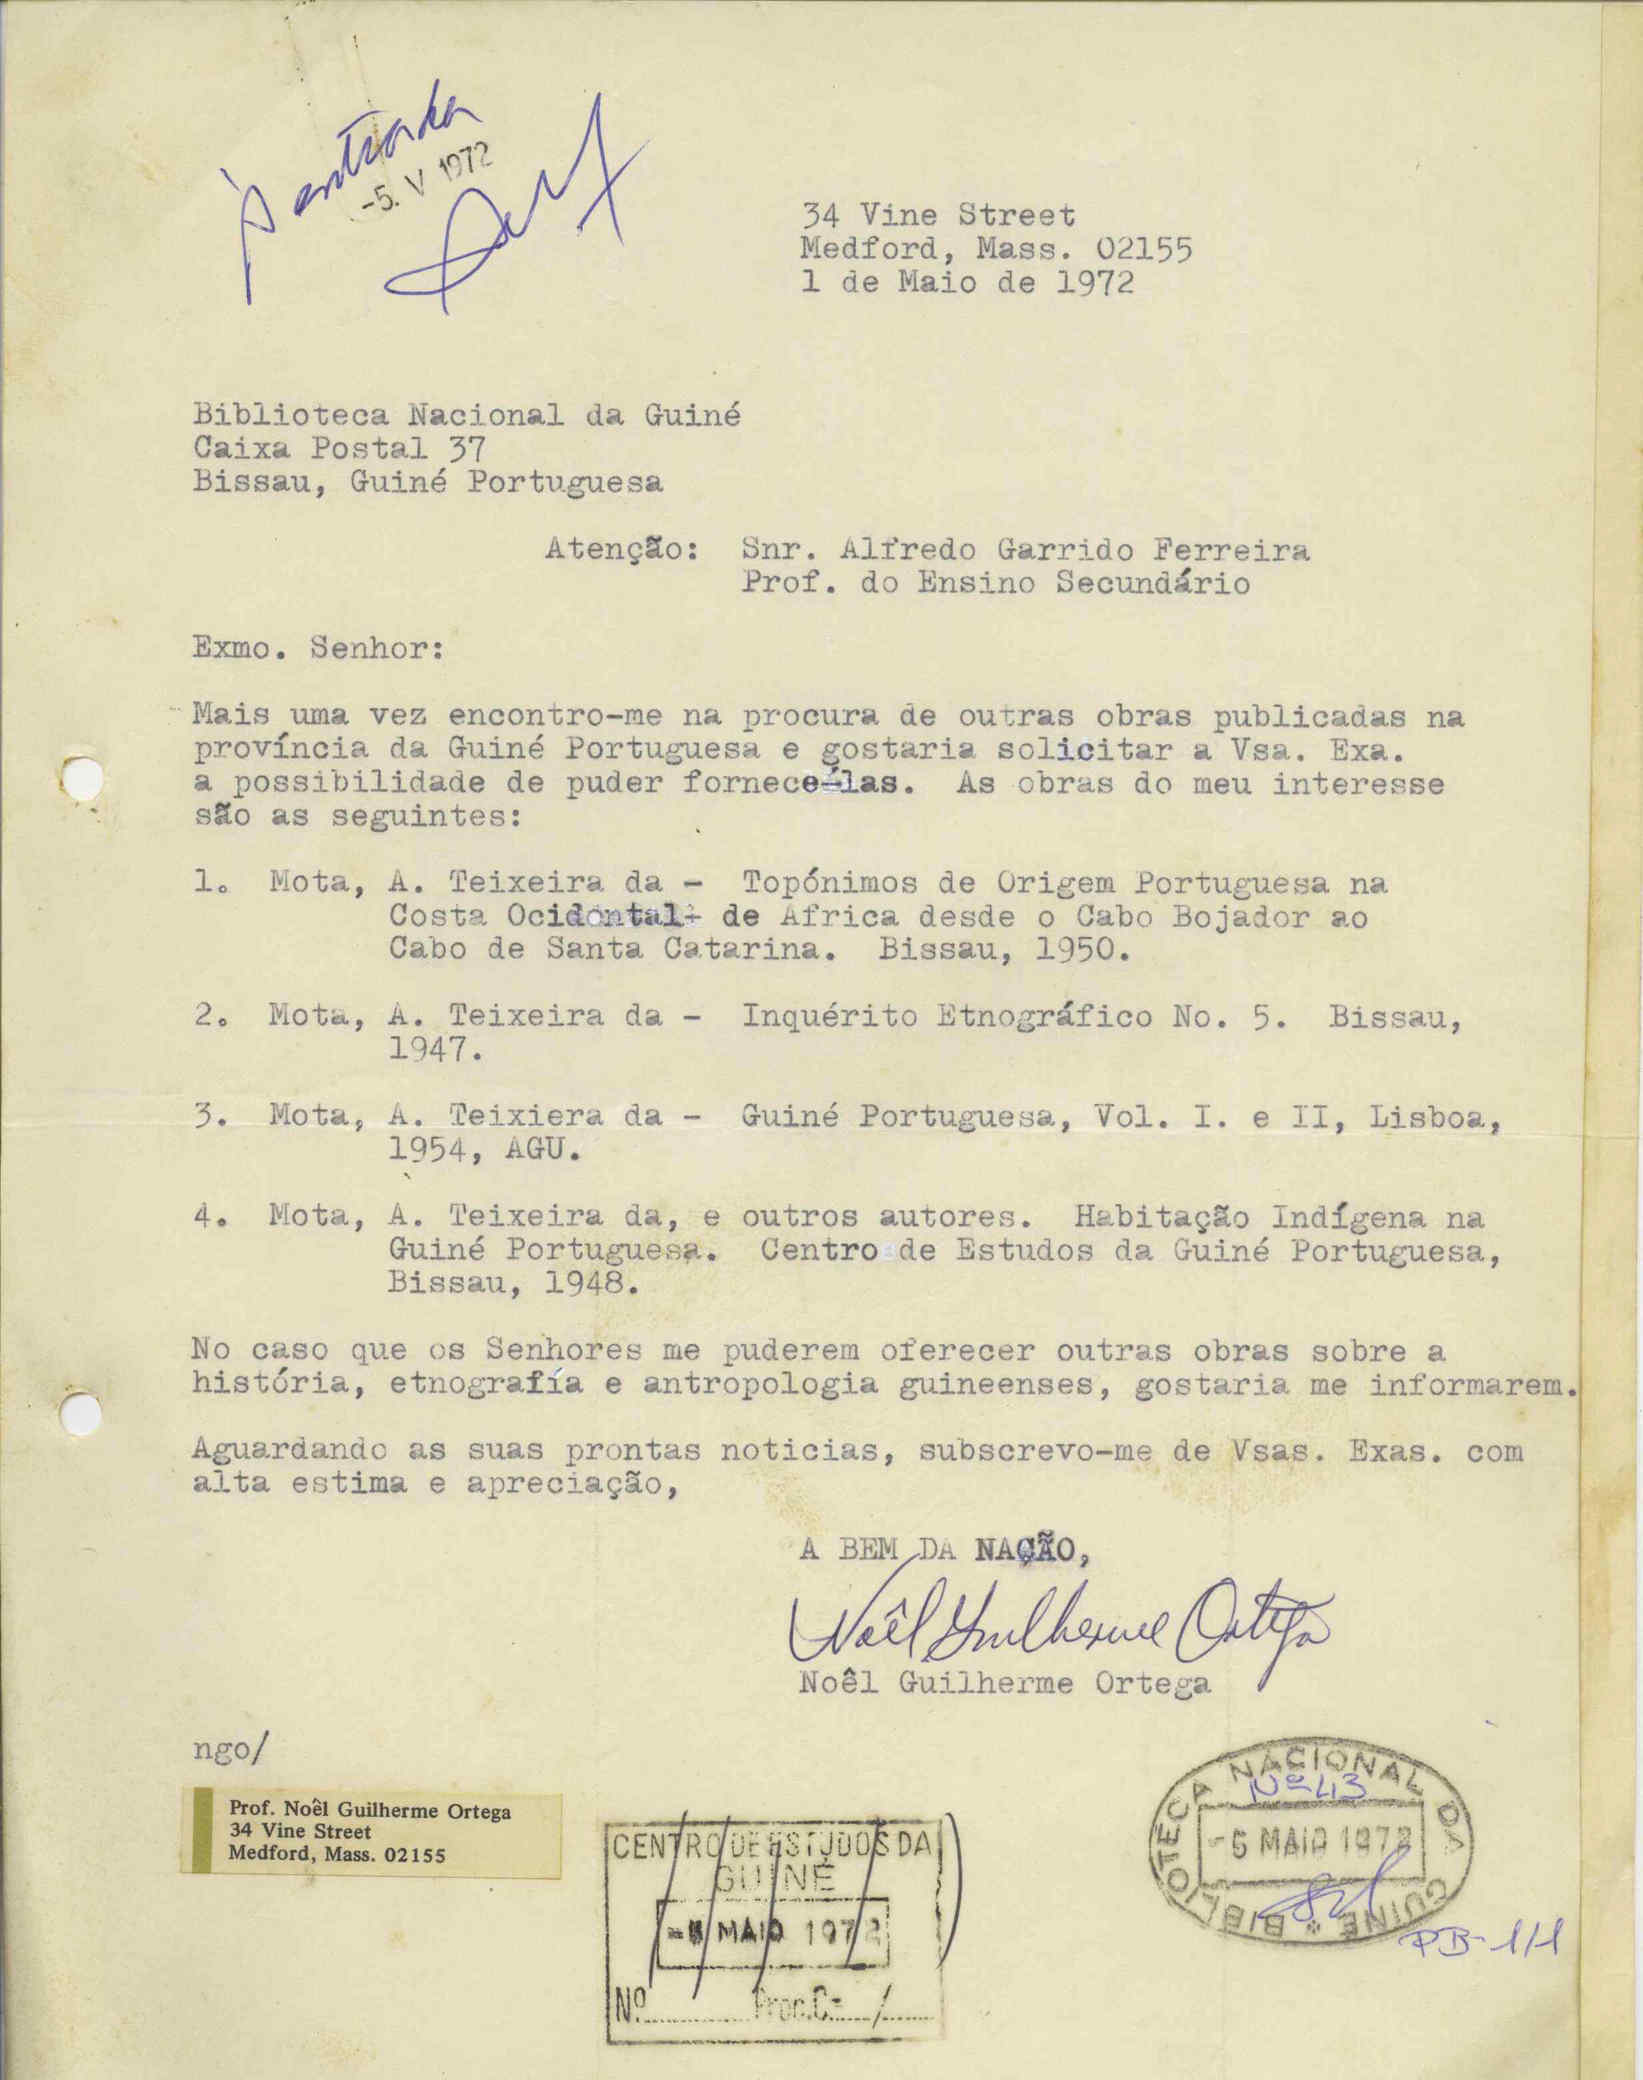 À entrada
-5. V 1972
34 Vine Street
Medford, Mass. 02155
1 de Maio de 1972
Biblioteca Nacional da Guiné
Caixa Postal 37
Bissau, Guiné Portuguesa
Atenção: Snr. Alfredo Garrido Ferreira
Prof. do Ensino Secundário
Exmo. Senhor:
Mais uma vez encontro-me na procura de outras obras publicadas na
província da Guiné Portuguesa e gostaria solicitar a Vsa. Exa.
a possibilidade de puder fornece-las. As obras do meu interesse
são as seguintes:
1. Mota, A. Teixeira da - Topónimos de Origem Portuguesa na
Costa Ocidental de Africa desde o Cabo Bojador ao
Cabo de Santa Catarina. Bissau, 1950.
2. Mota, A. Teixeira da - Inquérito Etnográfico No. 5. Bissau,
1947.
3. Mota, A. Teixiera da - Guiné Portuguesa, Vol. I. e II, Lisboa,
1954, AGU.
4. Mota, A. Teixeira da, e outros autores. Habitação Indígena na
Guiné Portuguesa. Centro de Estudos da Guiné Portuguesa,
Bissau, 1948.
No caso que os Senhores me puderem oferecer outras obras sobre a
história, etnografía e antropologia guineenses, gostaria me informarem.
Aguardando as suas prontas noticias, subscrevo-me de Vsas. Exas. com
alta estima e apreciação,
A BEM DA NAÇÃO,
Noêl Guilherme Ortega
Noêl Guilherme Ortega
ngo/
Prof. Noêl Guilherme Ortega
34 Vine Street
Medford, Mass. 02155
CENTRO DE ESTUDOS DA
GUINÉ
-5 MAIO 1972
Nº Proc.C= /
BIBLIOTECA NACIONAL DA GUINÉ
Nº 43
-5 MAIO 1972
PB-1/1